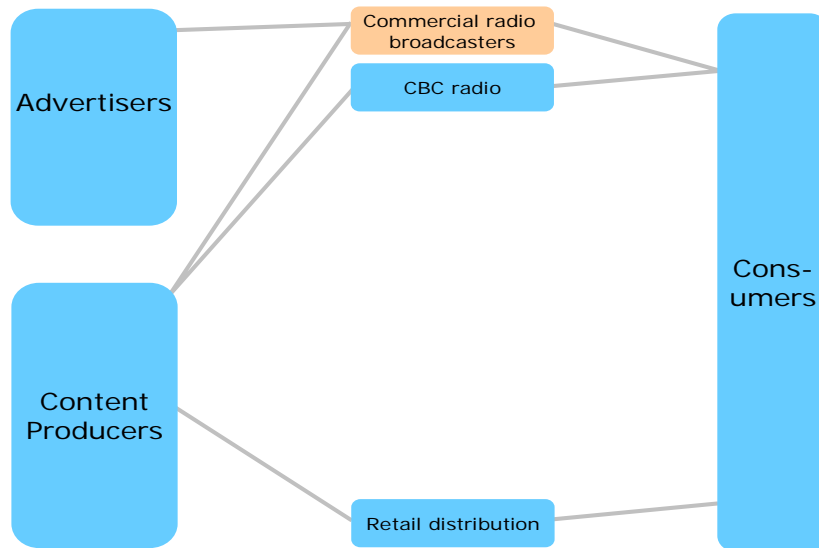 Commercial radio
broadcasters
CBC radio
Advertisers
Cons-
umers
Content
Producers
Retail distribution